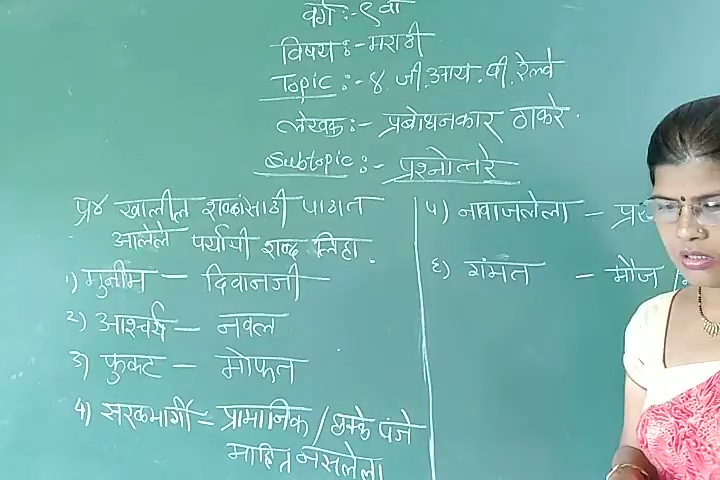 वर्ग :- ९ वी
विषय :- मराठी
Topic :- ४. जी. आय. पी. रेल्वे
लेखक :- प्रबोधनकार ठाकरे.
Subtopic :- प्रश्नोत्तरे
प्र४ खालील शब्दांसाठी पाठात
आलेले पर्यायी शब्द लिहा.
१) मुनीम – दिवानजी
२) आश्चर्य – नवल
३) फुकट – मोफत
४) सरळमार्गी – प्रामाणिक / छक्के पंजे
माहित नसलेला
५) नावाजलेला –
६) गंमत – मौज /